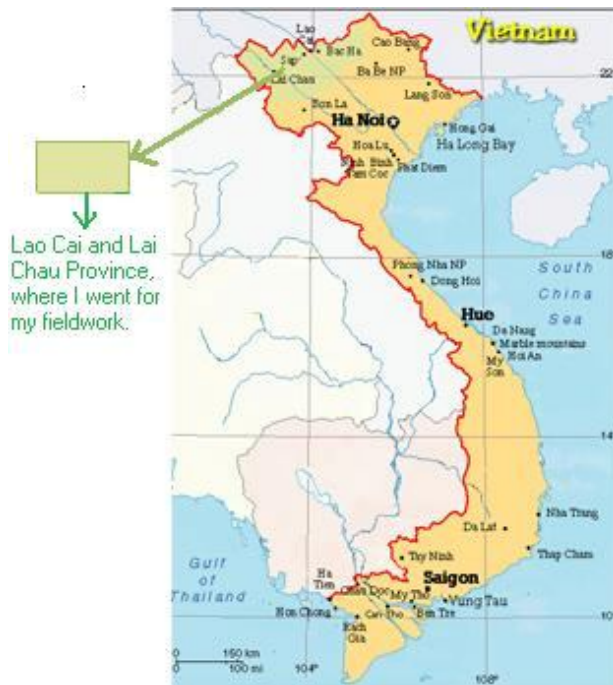 Vietnam
Lao
Cai
Bac Ha
Cao Bang
Sap
Lai Chau
Ba Be NP
22
Lang Son
Son La
Ha Noi
Hong Gai
Ha Long Bay
Hoa Lu
Ninh Binh
Phat Diem
Tam Coc
Lao Cai and Lai
Chau Province,
where I went for
my fieldwork.
18
Phong Nha NP
Dong Hoi
South
China
Sea
Hue
Da Nang
Marble mountains
Hoi An
My
Son
14
Nha Trang
Da Lat
Thap Cham
Tay Ninh
Gulf
of
Thailand
Ha
Tien
Chau Doc
Saigon
My Tho
Vung Tau
Hon Chong
Can Tho
Ben Tre
Rach
Gia
10
0 150 km
0 100 mi
104°
108°